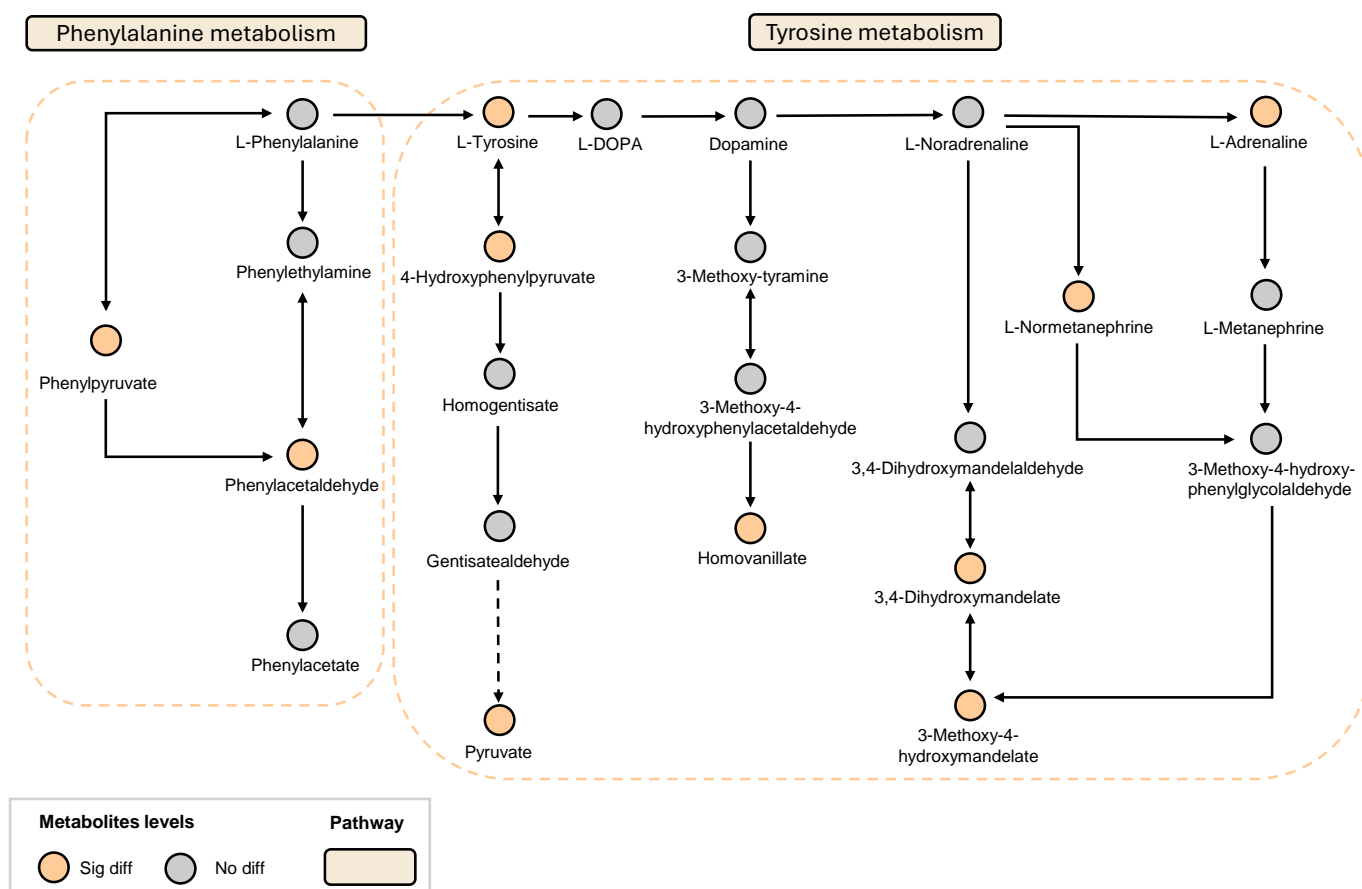 Phenylalanine metabolism
Tyrosine metabolism
L-Phenylalanine
L-Tyrosine
L-DOPA
Dopamine
L-Noradrenaline
L-Adrenaline
Phenylethylamine
4-Hydroxyphenylpyruvate
3-Methoxy-tyramine
L-Normetanephrine
L-Metanephrine
Phenylpyruvate
Homogentisate
3-Methoxy-4-
hydroxyphenylacetaldehyde
Phenylacetaldehyde
3,4-Dihydroxymandelaldehyde
3-Methoxy-4-hydroxy-
phenylglycolaldehyde
Gentisatealdehyde
Homovanillate
3,4-Dihydroxymandelate
Phenylacetate
Pyruvate
3-Methoxy-4-
hydroxymandelate
Metabolites levels
Pathway
Sig diff
No diff